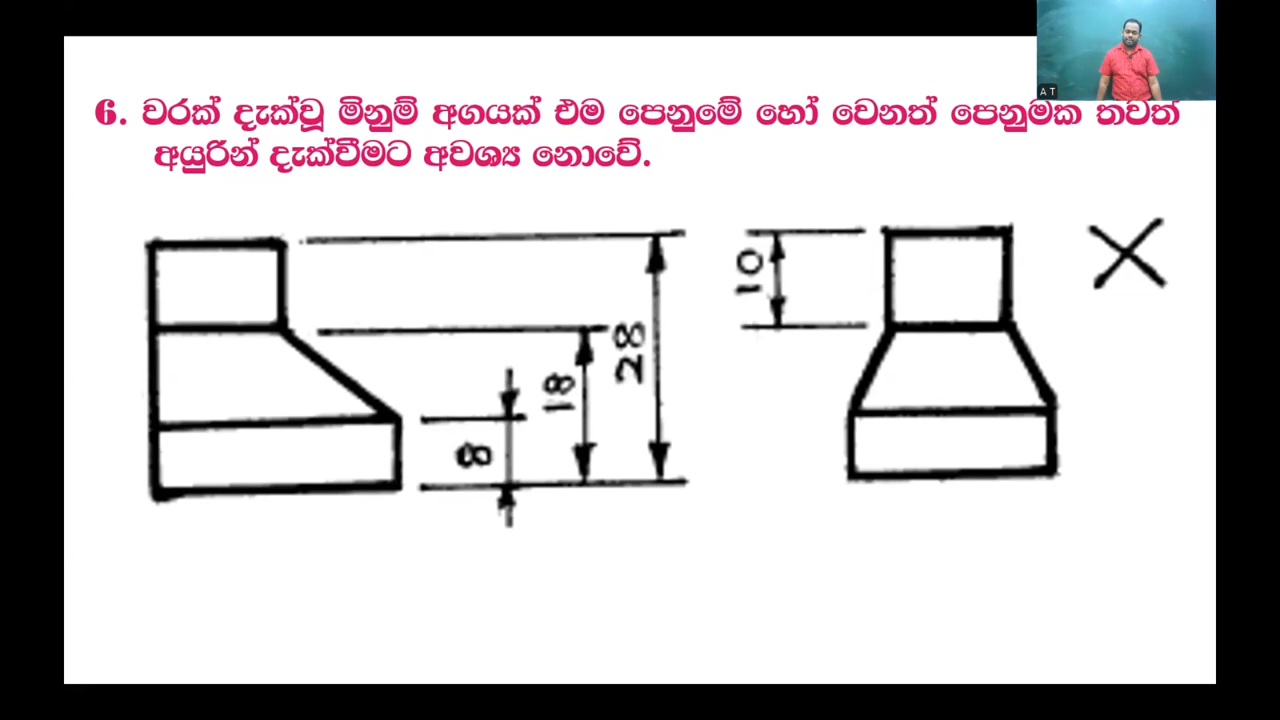 6. වරක් දැක්වූ මිනුම් අගයක් එම පෙනුමේ හෝ වෙනත් පෙනුමක තවත්
අයුරින් දැක්වීමට අවශ්‍ය නොවේ.
28
18
8
10
A T